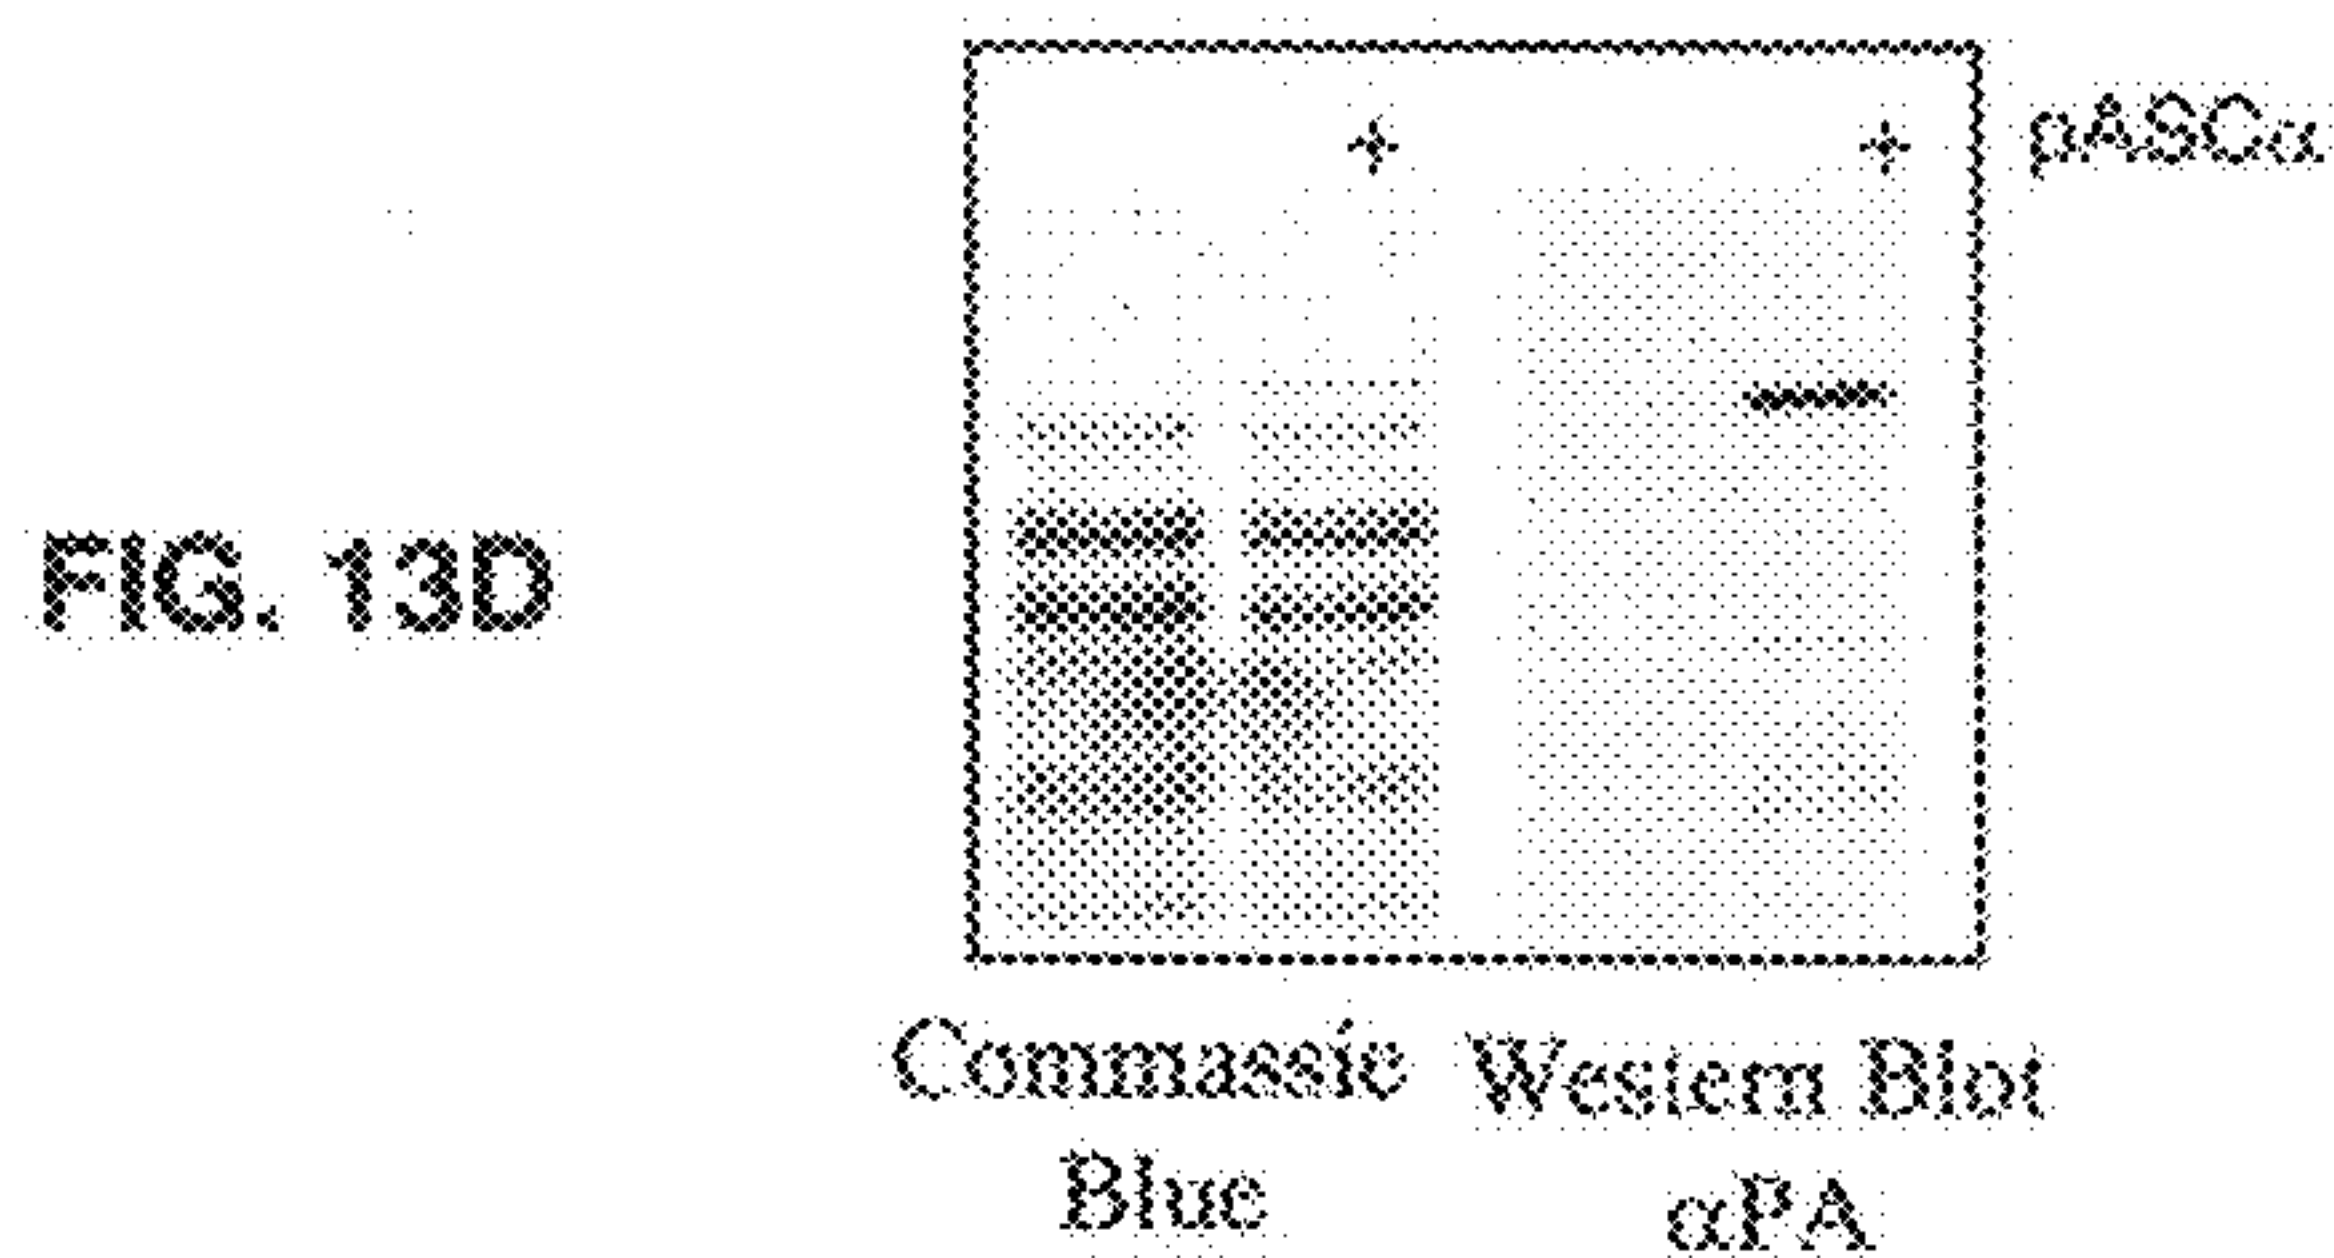 + + pASCα
FIG. 13D
Commassie
Blue
Western Blot
αPA